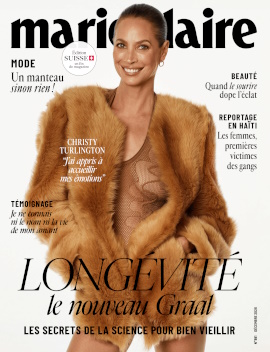 marie claire
MODE
Un manteau
sinon rien !
Édition
SUISSE
BEAUTÉ
Quand le sourire
dope l'éclat
REPORTAGE
EN HAÏTI
Les femmes,
premières
victimes
des gangs
CHRISTY
TURLINGTON
"J'ai appris à
accueillir
mes émotions"
TÉMOIGNAGE
Je ne connais
ni le nom ni la vie
de mon amant
LONGÉVITÉ
le nouveau Graal
LES SECRETS DE LA SCIENCE POUR BIEN VIEILLIR